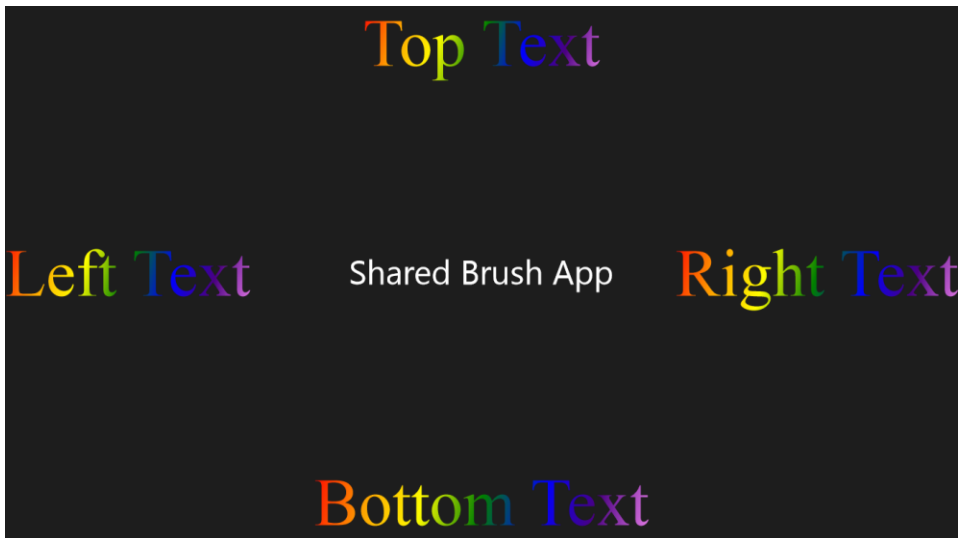 Top Text
Left Text
Shared Brush App
Right Text
Bottom Text